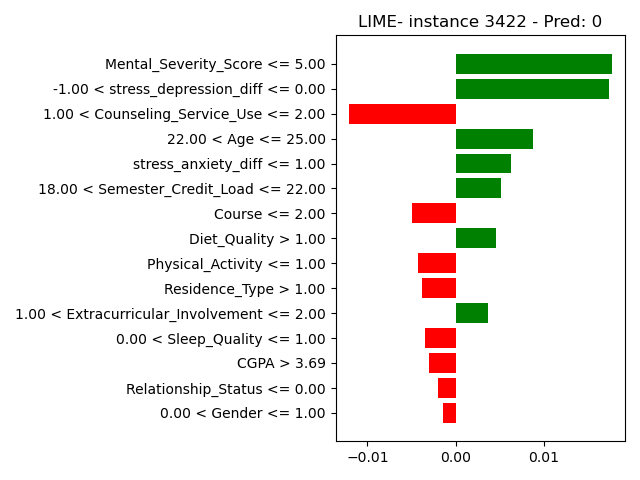 LIME- instance 3422 - Pred: 0
Mental_Severity_Score <= 5.00
-1.00 < stress_depression_diff <= 0.00
1.00 < Counseling_Service_Use <= 2.00
22.00 < Age <= 25.00
stress_anxiety_diff <= 1.00
18.00 < Semester_Credit_Load <= 22.00
Course <= 2.00
Diet_Quality > 1.00
Physical_Activity <= 1.00
Residence_Type > 1.00
1.00 < Extracurricular_Involvement <= 2.00
0.00 < Sleep_Quality <= 1.00
CGPA > 3.69
Relationship_Status <= 0.00
0.00 < Gender <= 1.00
−0.01 0.00 0.01